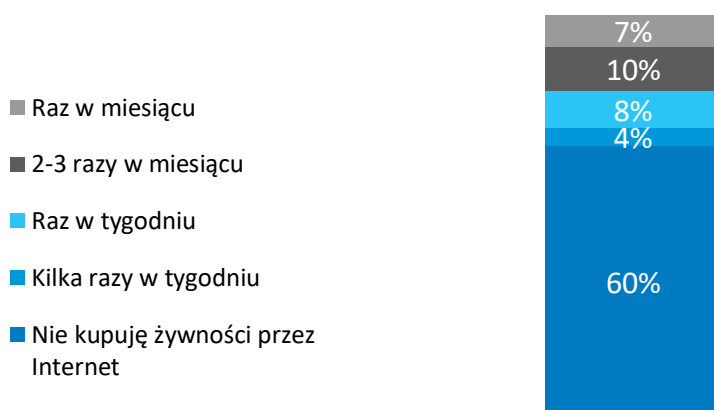 7%
10%
8%
4%
60%
Raz w miesiącu
2-3 razy w miesiącu
Raz w tygodniu
Kilka razy w tygodniu
Nie kupuję żywności przez
Internet